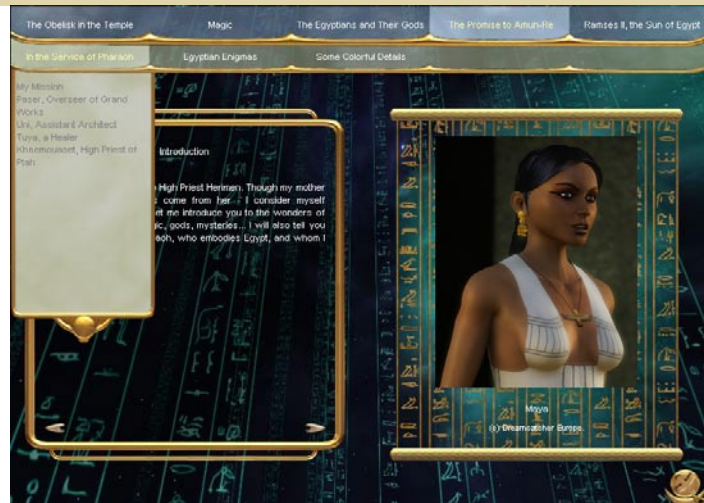 The Obelisk in the Temple
Magic
The Egyptians and Their Gods
The Promise to Amun-Re
Ramses II, the Sun of Egypt
In the Service of Pharaoh
Egyptian Enigmas
Some Colorful Details
My Mission
Paser, Overseer of Grand
Works
Uni, Assistant Architect
Tuya, a Healer
High Priest of
Ptah
Introduction
High Priest Herimen. Though my mother
come from her - I consider myself
et me introduce you to the wonders of
ic, gods, mysteries... I will also tell you
aoh, who embodies Egypt, and whom I
Maya
(c) Dreamcatcher Europe.